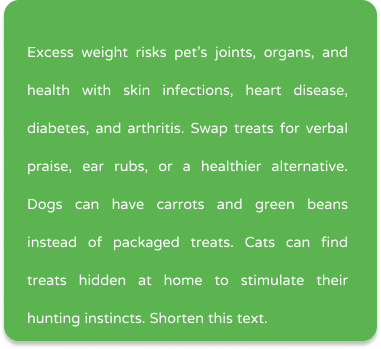 Excess weight risks pet's joints, organs, and
health with skin infections, heart disease,
diabetes, and arthritis. Swap treats for verbal
praise, ear rubs, or a healthier alternative.
Dogs can have carrots and green beans
instead of packaged treats. Cats can find
treats hidden at home to stimulate their
hunting instincts. Shorten this text.